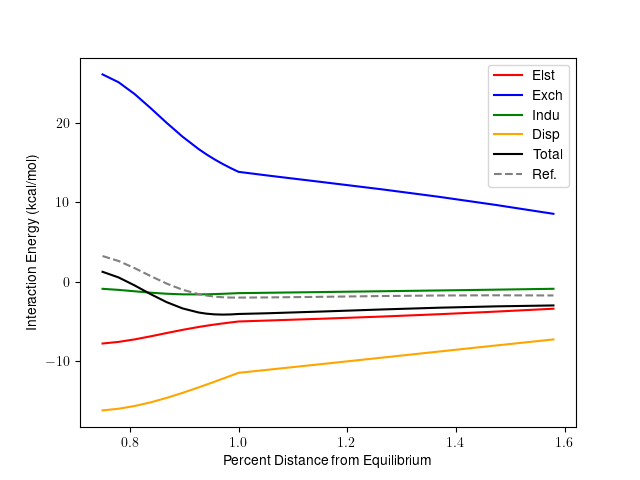 Elst
Exch
Indu
Disp
Total
Ref.
Interaction Energy (kcal/mol)
20
10
0
−10
0.8 1.0 1.2 1.4 1.6
Percent Distance from Equilibrium